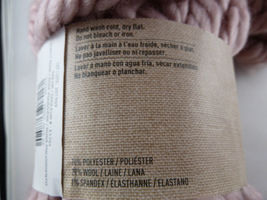 Hand wash cold, dry flat.
Do not bleach or iron.
Laver à la main à l'eau froide, sécher à plat.
Ne pas javelliser ou ni repasser.
Lavar a mano con agua fría, secar extendido.
No blanquear o planchar.
POLYESTER / POLIÉSTER
WOOL / LAINE / LANA
SPANDEX / ÉLASTHANNE / ELASTANO